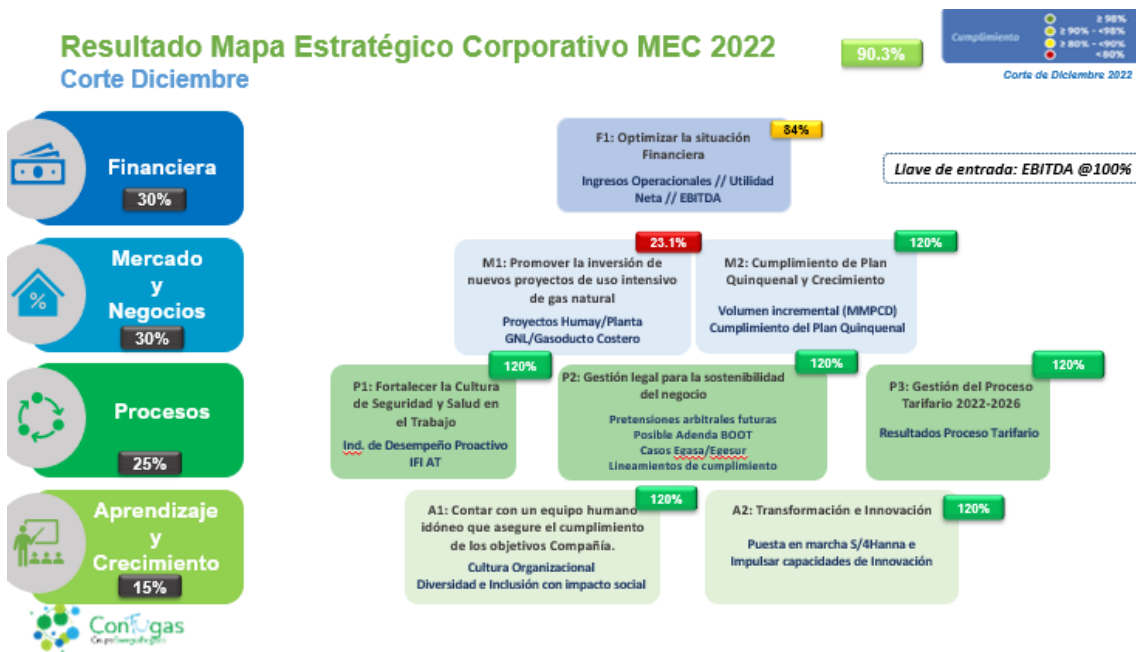 Resultado Mapa Estratégico Corporativo MEC 2022
Corte Diciembre
90.3%
Cumplimiento
≥ 98%
≥ 90% - <98%
≥ 80% - <90%
<80%
Corte de Diciembre 2022
Financiera
30%
84%
F1: Optimizar la situación
Financiera
Ingresos Operacionales // Utilidad
Neta // EBITDA
Llave de entrada: EBITDA @100%
Mercado
y
Negocios
30%
%
23.1%
M1: Promover la inversión de
nuevos proyectos de uso intensivo
de gas natural
Proyectos Humay/Planta
GNL/Gasoducto Costero
120%
M2: Cumplimiento de Plan
Quinquenal y Crecimiento
Volumen incremental (MMPCD)
Cumplimiento del Plan Quinquenal
Procesos
25%
120%
P1: Fortalecer la Cultura
de Seguridad y Salud en
el Trabajo
Ind. de Desempeño Proactivo
IFI AT
120%
P2: Gestión legal para la sostenibilidad
del negocio
Pretensiones arbitrales futuras
Posible Adenda BOOT
Casos Egasa/Egesur
Lineamientos de cumplimiento
120%
P3: Gestión del Proceso
Tarifario 2022-2026
Resultados Proceso Tarifario
Aprendizaje
y
Crecimiento
15%
120%
A1: Contar con un equipo humano
idóneo que asegure el cumplimiento
de los objetivos Compañía.
Cultura Organizacional
Diversidad e Inclusión con impacto social
120%
A2: Transformación e Innovación
Puesta en marcha S/4Hanna e
Impulsar capacidades de Innovación
Contugas